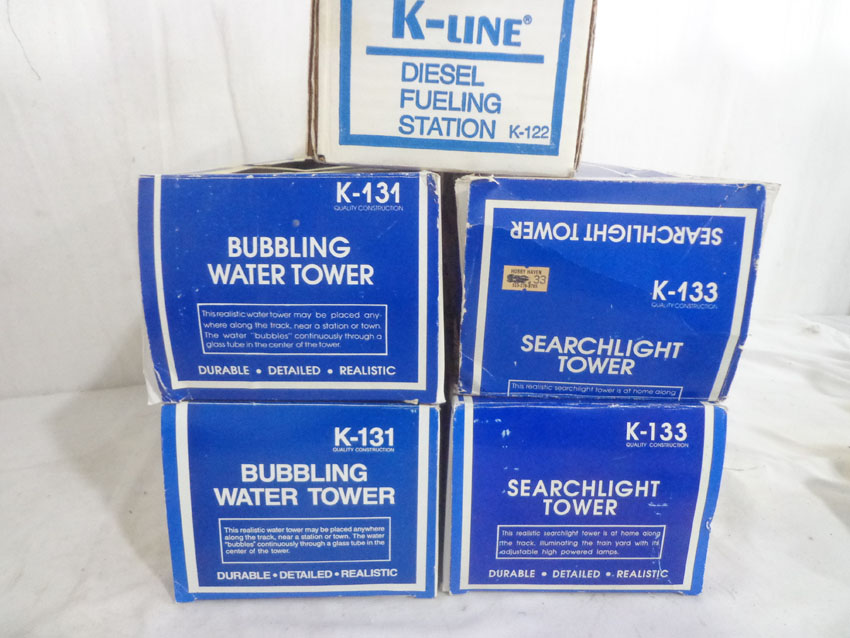 K-LINE®
DIESEL
FUELING
STATION K-122
K-131
QUALITY CONSTRUCTION
BUBBLING
WATER TOWER
This realistic water tower may be placed any-
where along the track, near a station or town.
The water "bubbles" continuously through a
glass tube in the center of the tower.
DURABLE • DETAILED • REALISTIC
SEARCHLIGHT TOWER
HOBBY HAVEN
33
K-133
QUALITY CONSTRUCTION
SEARCHLIGHT
TOWER
This realistic searchlight tower is at home along
K-131
QUALITY CONSTRUCTION
BUBBLING
WATER TOWER
This realistic water tower may be placed anywhere
along the track, near a station or town. The water
"bubbles" continuously through a glass tube in the
center of the tower.
DURABLE • DETAILED • REALISTIC
K-133
QUALITY CONSTRUCTION
SEARCHLIGHT
TOWER
This realistic searchlight tower is at home along
the track, illuminating the train yard with its
adjustable high powered lamps.
DURABLE • DETAILED • REALISTIC